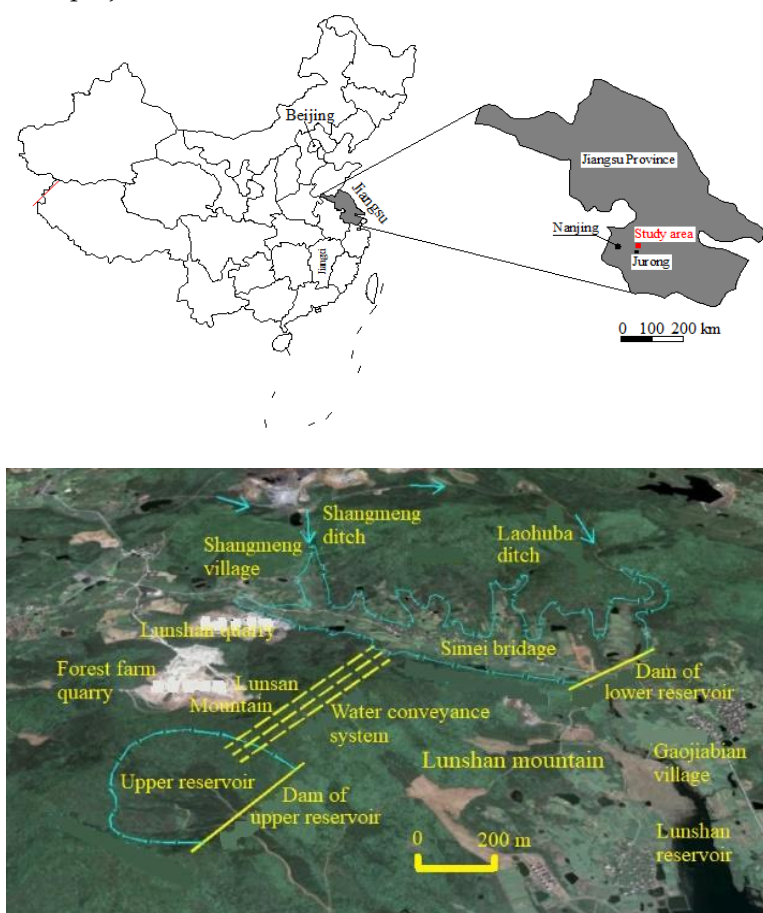 Beijing
Jiangsu
Jiangxi
Jiangsu Province
Nanjing
Study area
Jurong
0 100 200 km
Shangmeng
ditch
Shangmeng
village
Laohuba
ditch
Lunshan quarry
Simei bridage
Forest farm
quarry
Lunsan
Mountain
Dam of
lower reservoir
Water conveyance
system
Lunshan mountain
Gaojiabian
village
Upper reservoir
Dam of
upper reservoir
0 200 m
Lunshan
reservoir